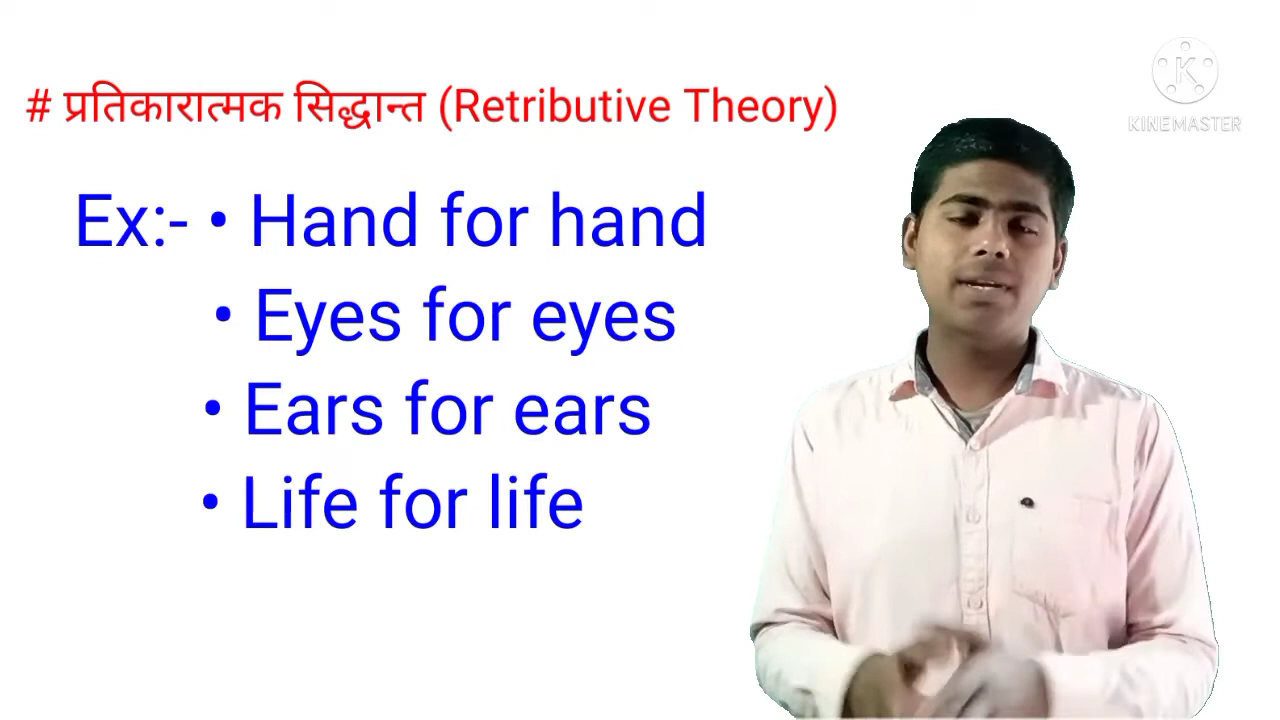 # प्रतिकारात्मक सिद्धान्त (Retributive Theory)
KINEMASTER
Ex:- • Hand for hand
• Eyes for eyes
• Ears for ears
• Life for life